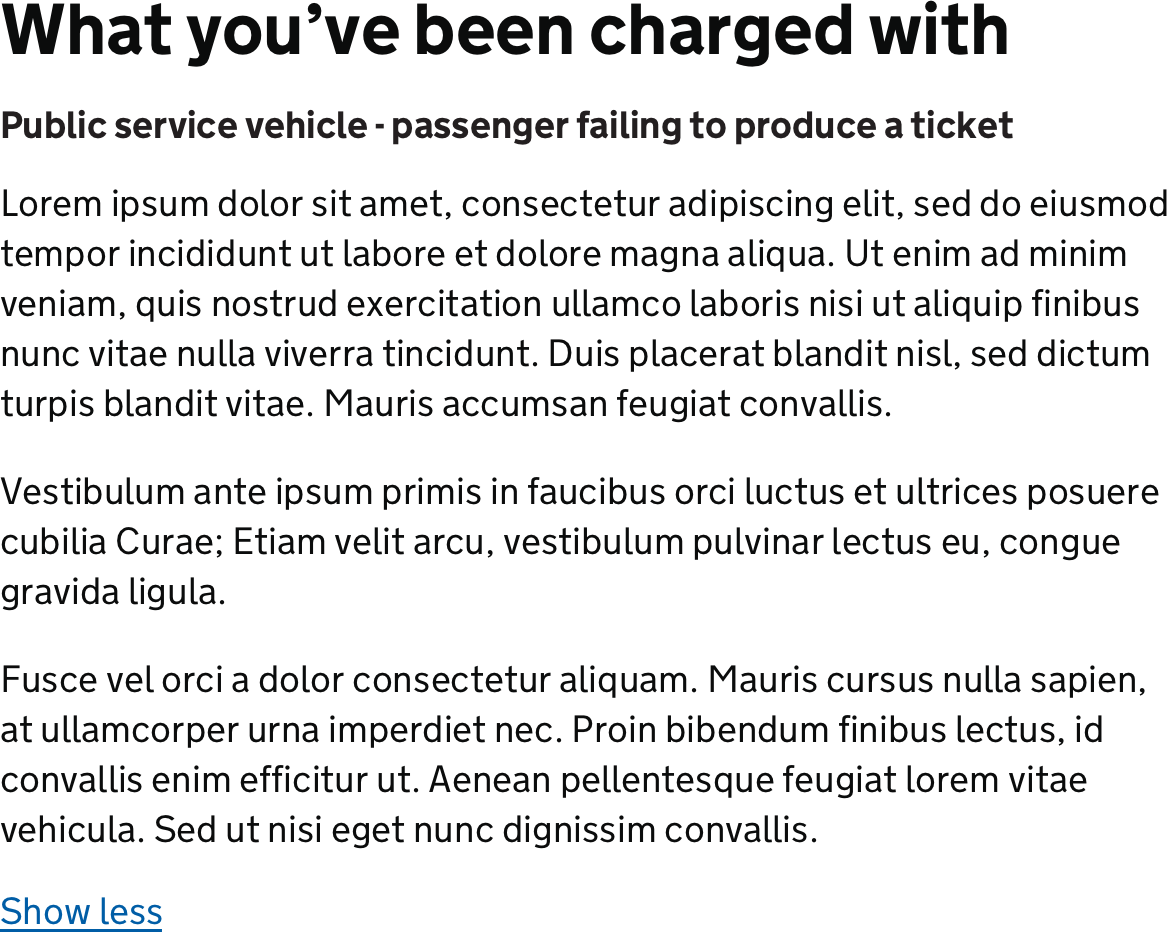 What you’ve been charged with
Public service vehicle - passenger failing to produce a ticket
Lorem ipsum dolor sit amet, consectetur adipiscing elit, sed do eiusmod
tempor incididunt ut labore et dolore magna aliqua. Ut enim ad minim
veniam, quis nostrud exercitation ullamco laboris nisi ut aliquip finibus
nunc vitae nulla viverra tincidunt. Duis placerat blandit nisl, sed dictum
turpis blandit vitae. Mauris accumsan feugiat convallis.
Vestibulum ante ipsum primis in faucibus orci luctus et ultrices posuere
cubilia Curae; Etiam velit arcu, vestibulum pulvinar lectus eu, congue
gravida ligula.
Fusce vel orci a dolor consectetur aliquam. Mauris cursus nulla sapien,
at ullamcorper urna imperdiet nec. Proin bibendum finibus lectus, id
convallis enim efficitur ut. Aenean pellentesque feugiat lorem vitae
vehicula. Sed ut nisi eget nunc dignissim convallis.
Show less